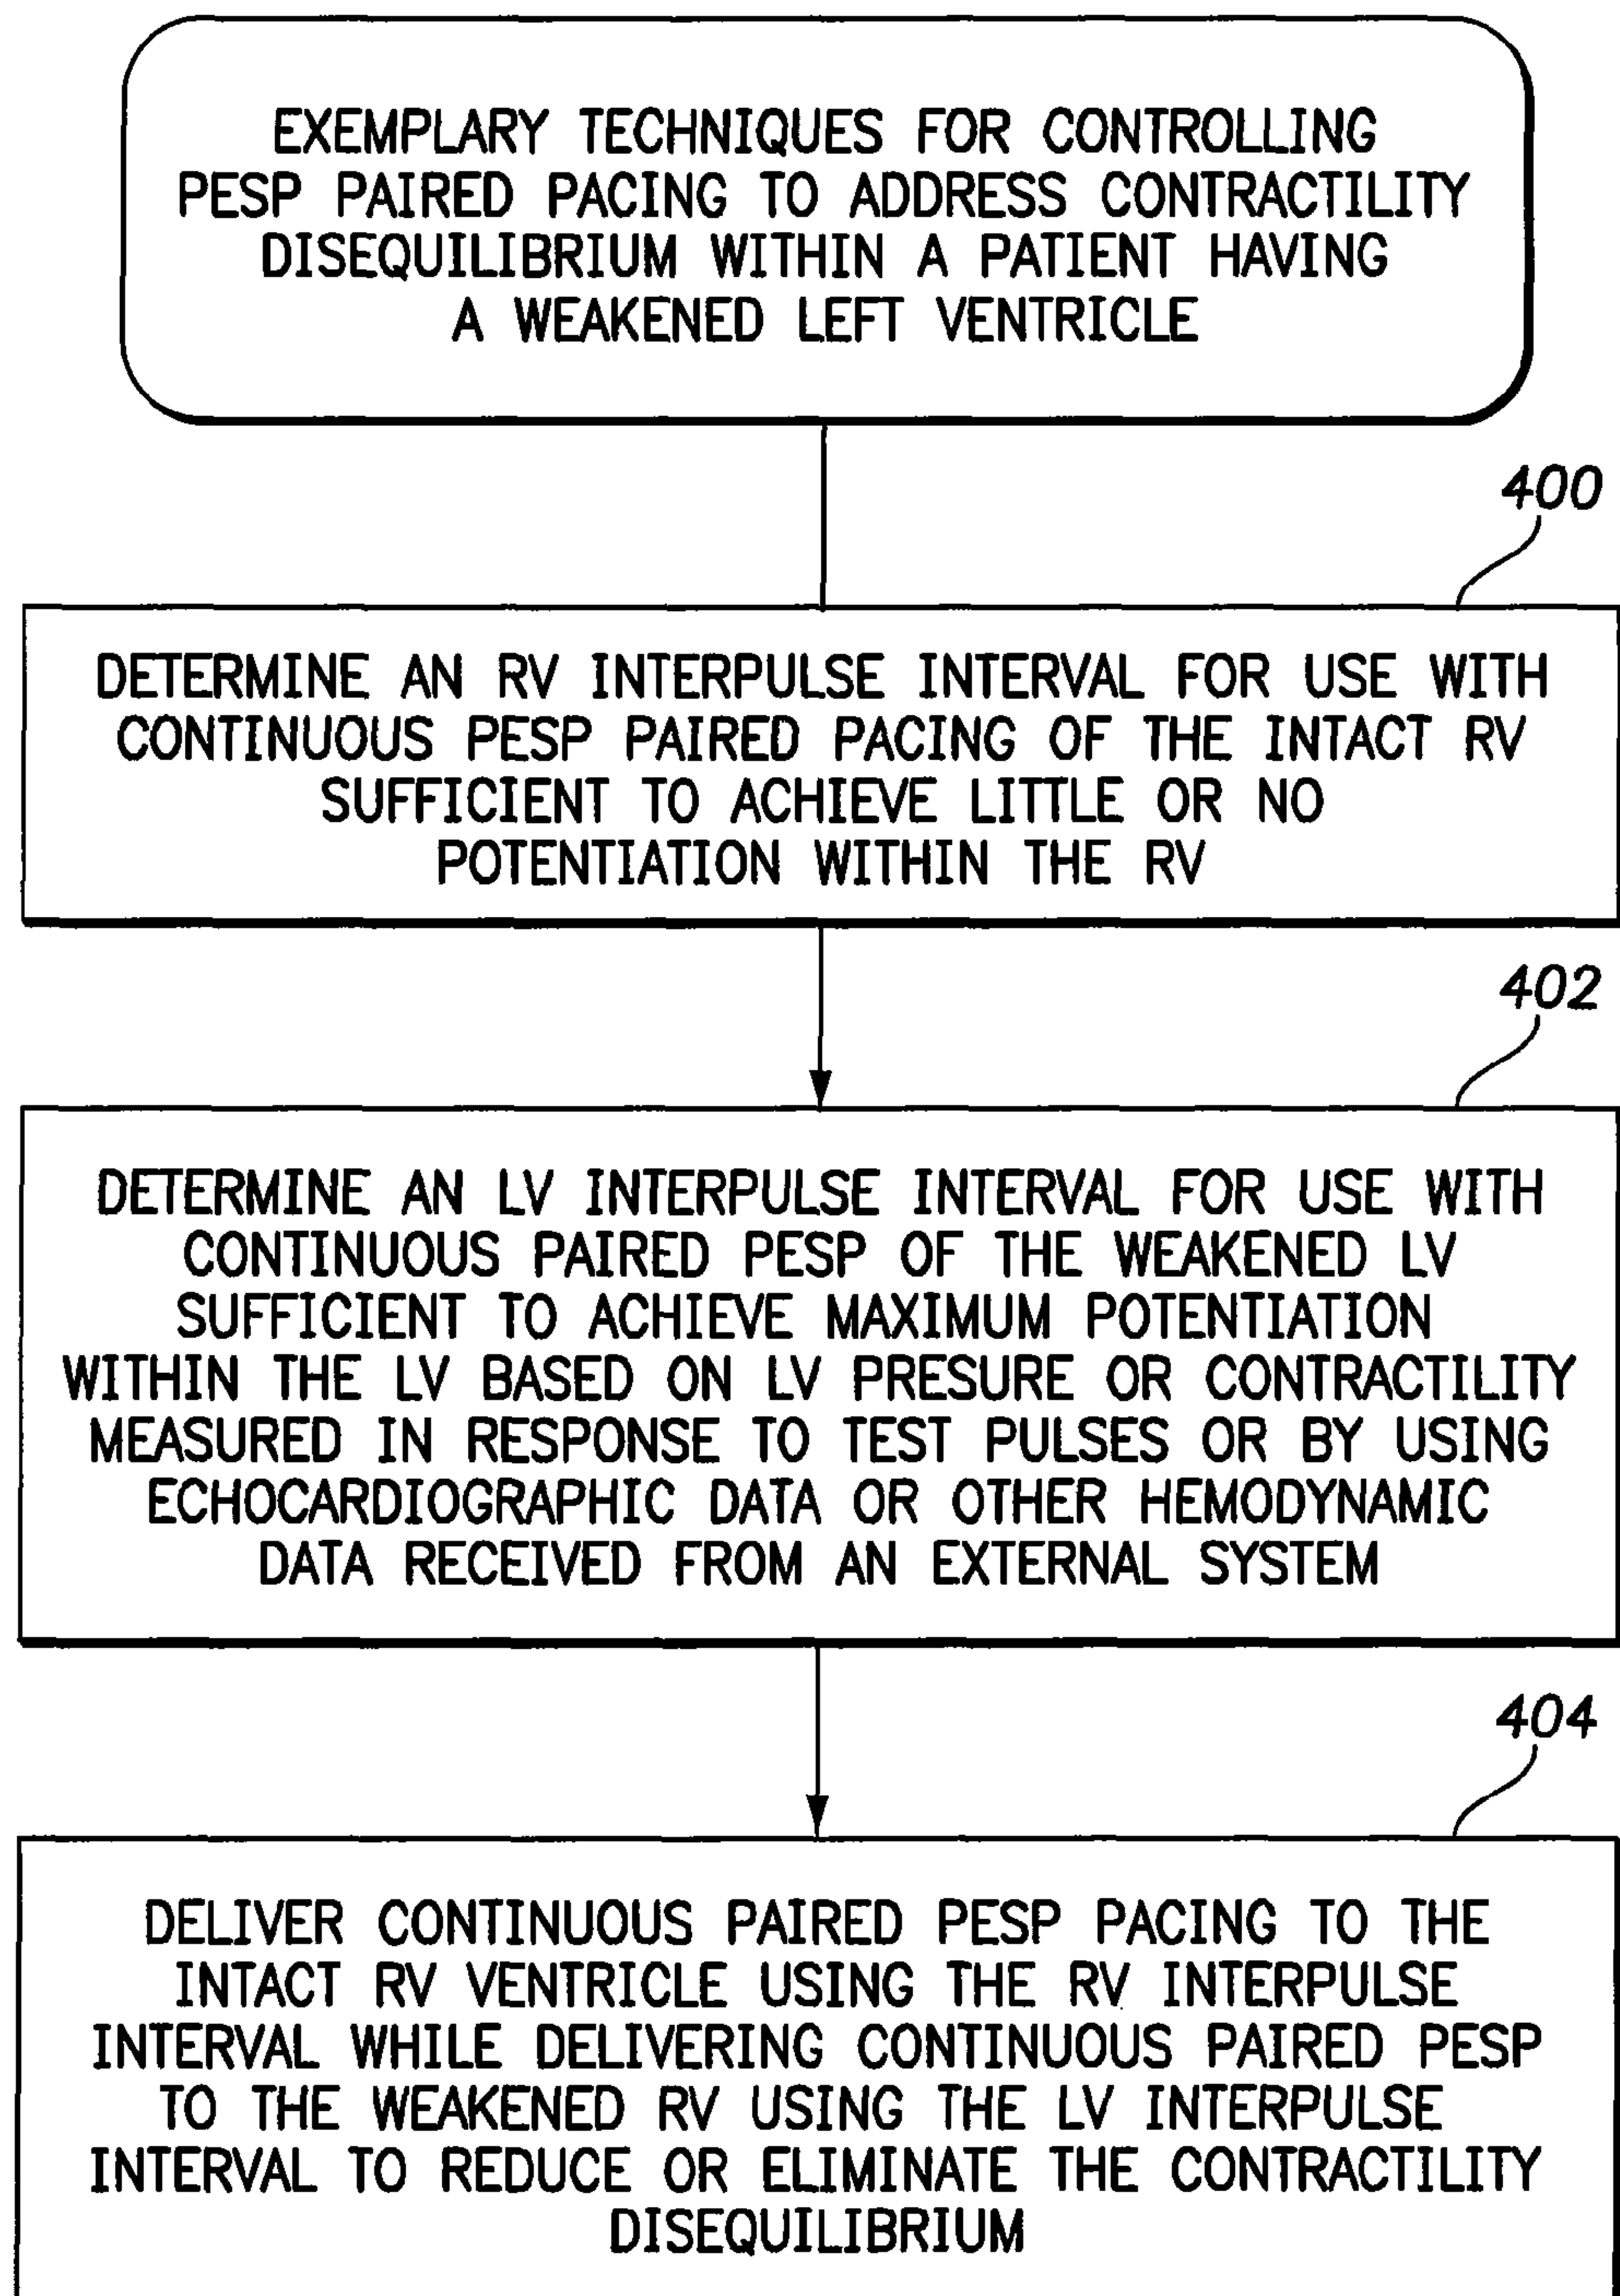 EXEMPLARY TECHNIQUES FOR CONTROLLING
PESP PAIRED PACING TO ADDRESS CONTRACTILITY
DISEQUILIBRIUM WITHIN A PATIENT HAVING
A WEAKENED LEFT VENTRICLE
400
DETERMINE AN RV INTERPULSE INTERVAL FOR USE WITH
CONTINUOUS PESP PAIRED PACING OF THE INTACT RV
SUFFICIENT TO ACHIEVE LITTLE OR NO
POTENTIATION WITHIN THE RV
402
DETERMINE AN LV INTERPULSE INTERVAL FOR USE WITH
CONTINUOUS PAIRED PESP OF THE WEAKENED LV
SUFFICIENT TO ACHIEVE MAXIMUM POTENTIATION
WITHIN THE LV BASED ON LV PRESURE OR CONTRACTILITY
MEASURED IN RESPONSE TO TEST PULSES OR BY USING
ECHOCARDIOGRAPHIC DATA OR OTHER HEMODYNAMIC
DATA RECEIVED FROM AN EXTERNAL SYSTEM
404
DELIVER CONTINUOUS PAIRED PESP PACING TO THE
INTACT RV VENTRICLE USING THE RV INTERPULSE
INTERVAL WHILE DELIVERING CONTINUOUS PAIRED PESP
TO THE WEAKENED RV USING THE LV INTERPULSE
INTERVAL TO REDUCE OR ELIMINATE THE CONTRACTILITY
DISEQUILIBRIUM